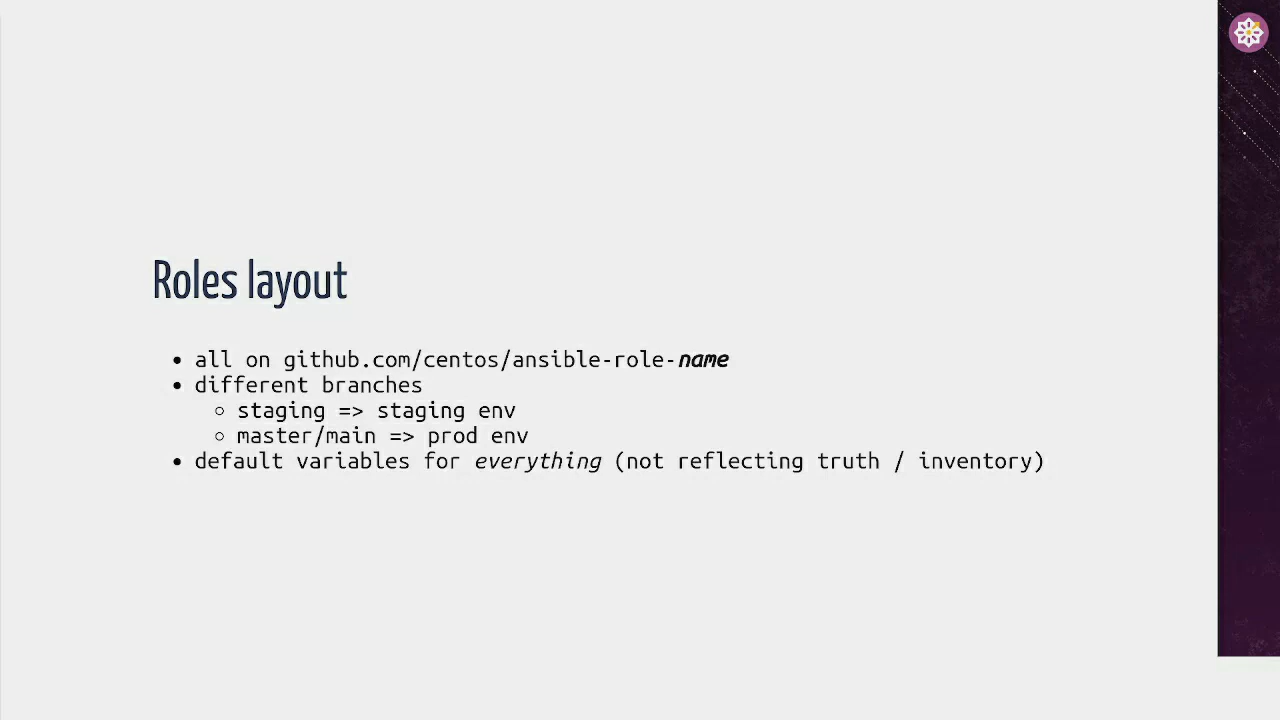 Roles layout
• all on github.com/centos/ansible-role-name
• different branches
○ staging => staging env
○ master/main => prod env
• default variables for everything (not reflecting truth / inventory)